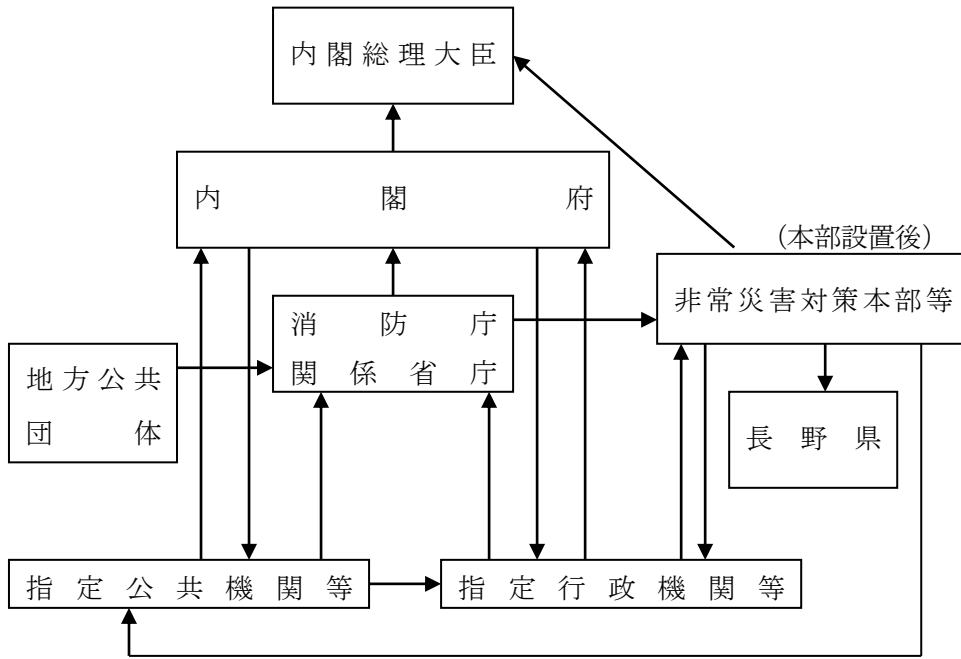 内閣総理大臣
内閣府
(本部設置後)
非常災害対策本部等
消防庁
関係省庁
地方公共
団体
長野県
指定公共機関等
指定行政機関等